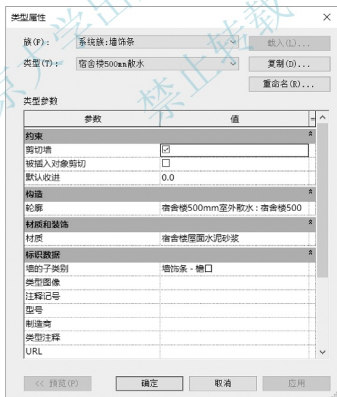 类型属性
族(F): 系统族:墙饰条 载入(L)...
类型(T): 宿舍楼500mm散水 复制(D)...
重命名(R)...
类型参数
参数 值 =
约束
剪切墙
被插入对象剪切
默认收进 0.0
构造
轮廓 宿舍楼500mm室外散水 : 宿舍楼500
材质和装饰
材质 宿舍楼屋面水泥砂浆
标识数据
墙的子类别 墙饰条 - 檐口
类型图像
注释记号
型号
制造商
类型注释
URL
<< 预览(P) 确定 取消 应用
禁止转载